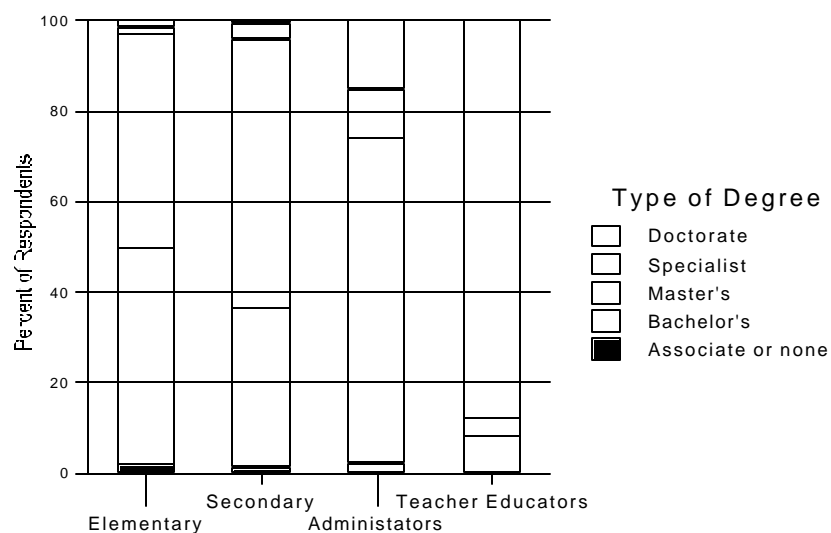 100
80
60
40
20
0
Percent of Respondents
Elementary
Secondary
Administators
Teacher Educators
Type of Degree
Doctorate
Specialist
Master's
Bachelor's
Associate or none